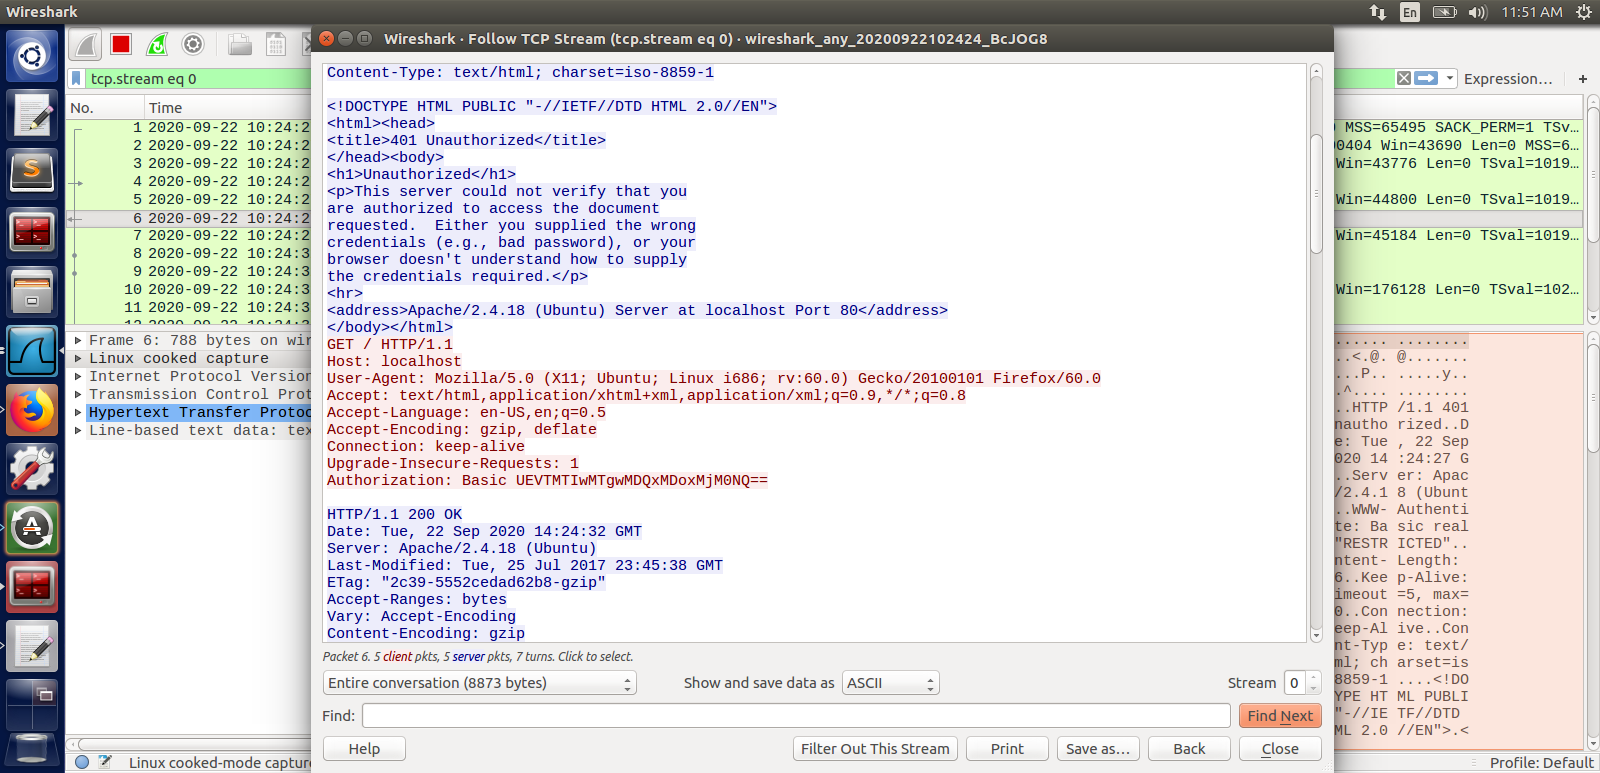 Wireshark
En
11:51 AM
Wireshark · Follow TCP Stream (tcp.stream eq 0) · wireshark_any_20200922102424_BcJOG8
tcp.stream eq 0
Expression…
+
No.
Time
1 2020-09-22 10:24:2
2 2020-09-22 10:24:2
3 2020-09-22 10:24:2
4 2020-09-22 10:24:2
5 2020-09-22 10:24:2
6 2020-09-22 10:24:2
7 2020-09-22 10:24:2
8 2020-09-22 10:24:3
9 2020-09-22 10:24:3
10 2020-09-22 10:24:3
11 2020-09-22 10:24:3
MSS=65495 SACK_PERM=1 TSv…
00404 Win=43690 Len=0 MSS=6…
Win=43776 Len=0 TSval=1019…
Win=44800 Len=0 TSval=1019…
Win=45184 Len=0 TSval=1019…
Win=176128 Len=0 TSval=102…
Frame 6: 788 bytes on wir
Linux cooked capture
Internet Protocol Version
Transmission Control Prot
Hypertext Transfer Protoc
Line-based text data: tex
Content-Type: text/html; charset=iso-8859-1
<!DOCTYPE HTML PUBLIC "-//IETF//DTD HTML 2.0//EN">
<html><head>
<title>401 Unauthorized</title>
</head><body>
<h1>Unauthorized</h1>
<p>This server could not verify that you
are authorized to access the document
requested.  Either you supplied the wrong
credentials (e.g., bad password), or your
browser doesn't understand how to supply
the credentials required.</p>
<hr>
<address>Apache/2.4.18 (Ubuntu) Server at localhost Port 80</address>
</body></html>
GET / HTTP/1.1
Host: localhost
User-Agent: Mozilla/5.0 (X11; Ubuntu; Linux i686; rv:60.0) Gecko/20100101 Firefox/60.0
Accept: text/html,application/xhtml+xml,application/xml;q=0.9,*/*;q=0.8
Accept-Language: en-US,en;q=0.5
Accept-Encoding: gzip, deflate
Connection: keep-alive
Upgrade-Insecure-Requests: 1
Authorization: Basic UEVTMTIwMTgwMDQxMDoxMjM0NQ==
HTTP/1.1 200 OK
Date: Tue, 22 Sep 2020 14:24:32 GMT
Server: Apache/2.4.18 (Ubuntu)
Last-Modified: Tue, 25 Jul 2017 23:45:38 GMT
ETag: "2c39-5552cedad62b8-gzip"
Accept-Ranges: bytes
Vary: Accept-Encoding
Content-Encoding: gzip
Packet 6. 5 client pkts, 5 server pkts, 7 turns. Click to select.
Entire conversation (8873 bytes)
Show and save data as
ASCII
Stream
0
Find:
Find Next
Help
Filter Out This Stream
Print
Save as…
Back
Close
...... ........
..<.@. @.......
...P.. .....y..
.^.... ........
..HTTP /1.1 401
nautho rized..D
e: Tue , 22 Sep
020 14 :24:27 G
..Serv er: Apac
/2.4.1 8 (Ubunt
..WWW- Authenti
te: Ba sic real
"RESTR ICTED"..
ntent- Length:
6..Kee p-Alive:
imeout =5, max=
0..Con nection:
eep-Al ive..Con
nt-Typ e: text/
ml; ch arset=is
8859-1 ....<!DO
YPE HT ML PUBLI
"-//IE TF//DTD
ML 2.0 //EN">.<
Linux cooked-mode captur
Profile: Default